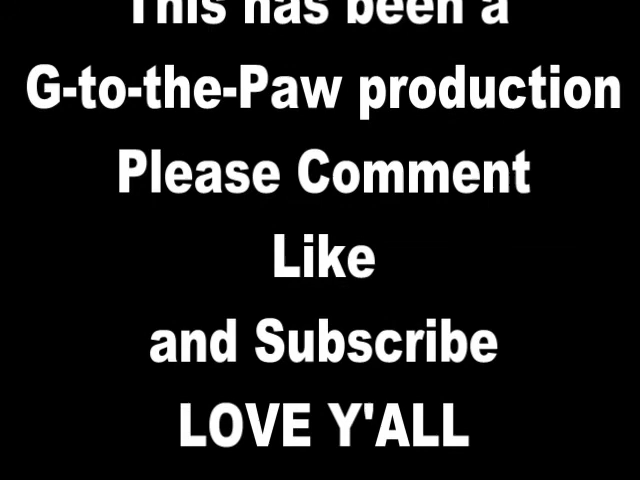 This has been a
G-to-the-Paw production
Please Comment
Like
and Subscribe
LOVE Y'ALL